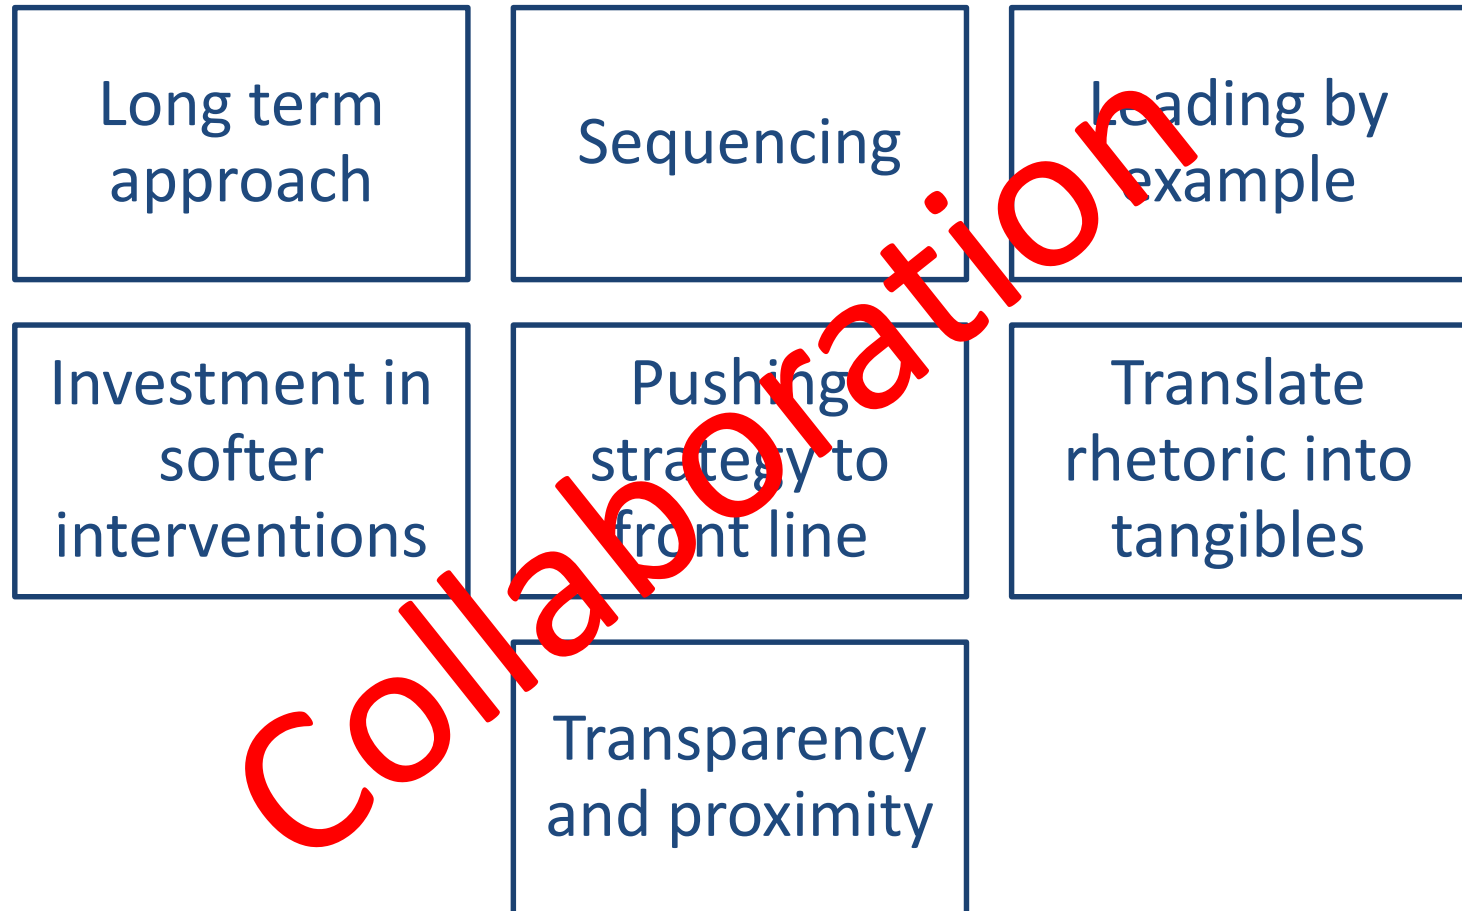 Long term
approach
Sequencing
Leading by
example
Investment in
softer
interventions
Pushing
strategy to
front line
Translate
rhetoric into
tangibles
Transparency
and proximity
Collaboration